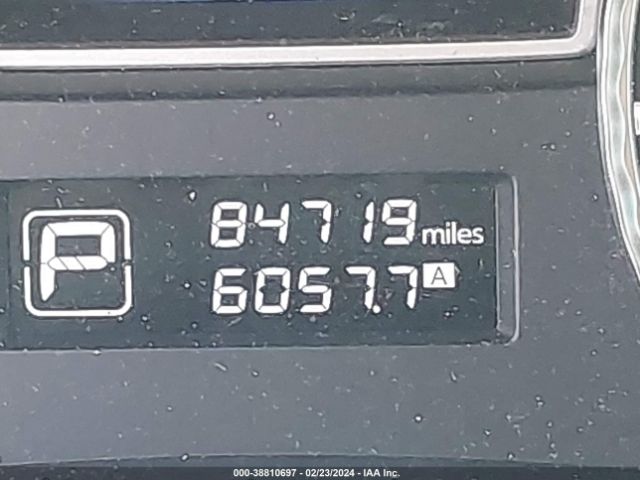 P
84719 miles
6057.7 A
000-38810697 - 02/23/2024 - IAA Inc.